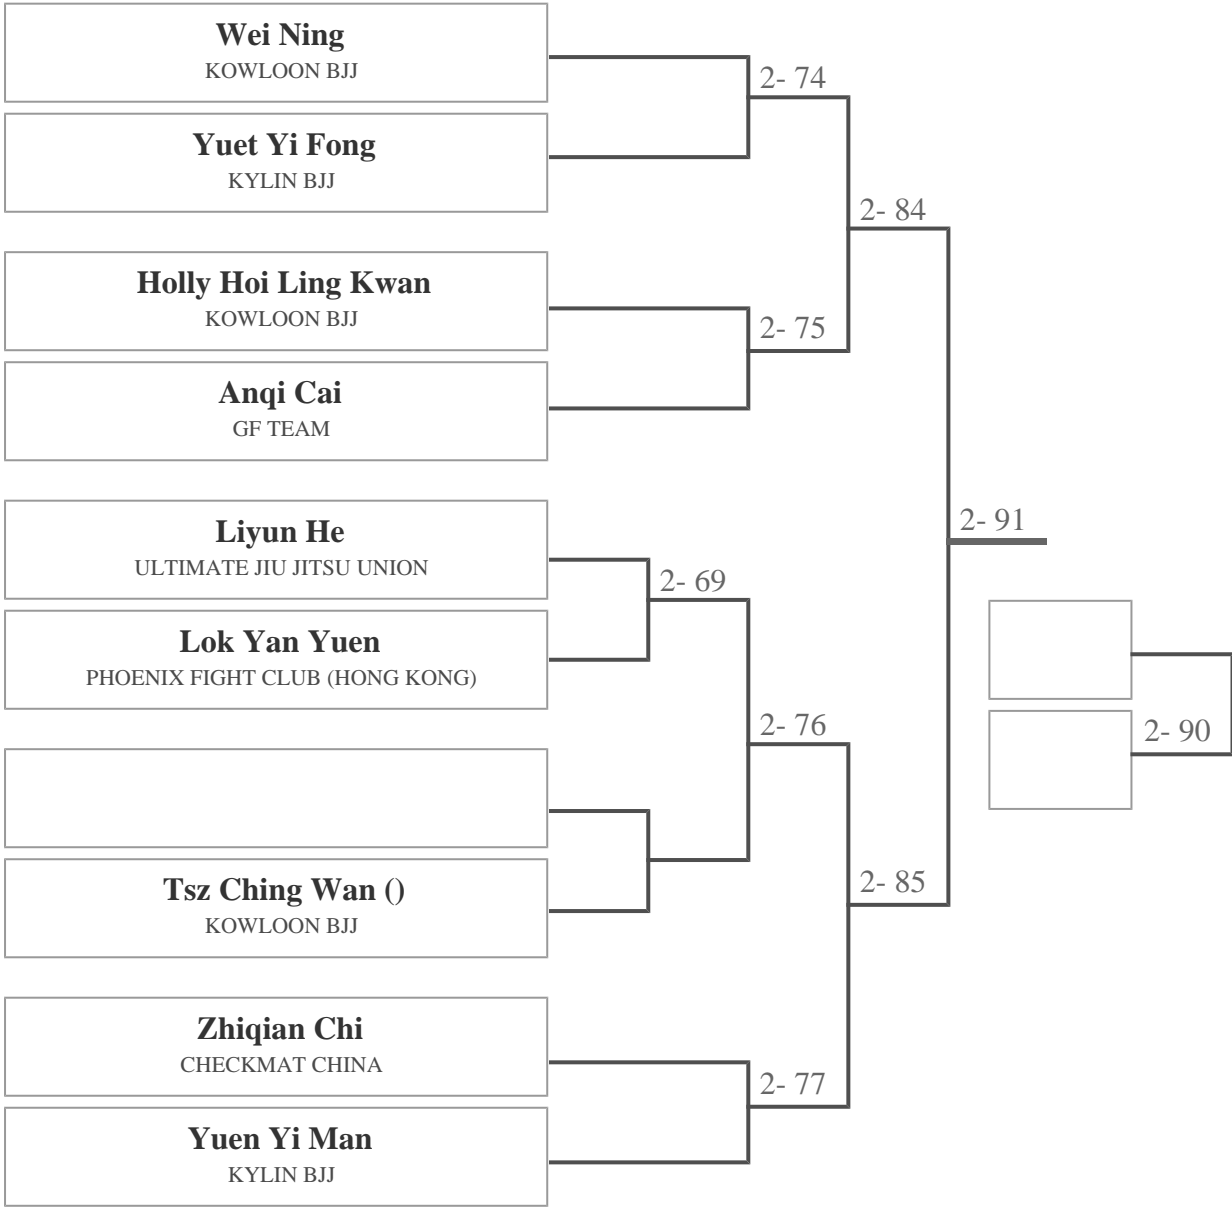 Wei Ning
KOWLOON BJJ
2- 74
Yuet Yi Fong
KYLIN BJJ
2- 84
Holly Hoi Ling Kwan
KOWLOON BJJ
2- 75
Anqi Cai
GF TEAM
2- 91
Liyun He
ULTIMATE JIU JITSU UNION
2- 69
Lok Yan Yuen
PHOENIX FIGHT CLUB (HONG KONG)
2- 76
2- 90
Tsz Ching Wan ()
KOWLOON BJJ
2- 85
Zhiqian Chi
CHECKMAT CHINA
2- 77
Yuen Yi Man
KYLIN BJJ